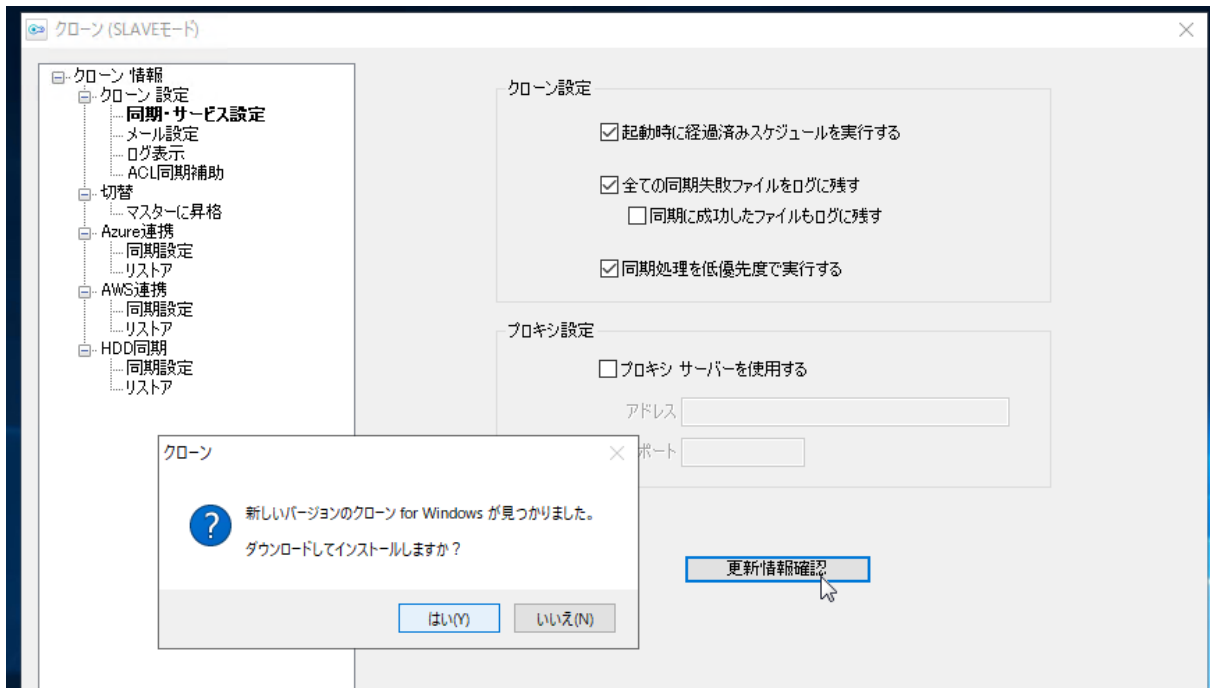 クローン (SLAVEモード)
クローン 情報
クローン 設定
同期・サービス設定
メール設定
ログ表示
ACL同期補助
切替
マスターに昇格
Azure連携
同期設定
リストア
AWS連携
同期設定
リストア
HDD同期
同期設定
リストア
クローン設定
起動時に経過済みスケジュールを実行する
全ての同期失敗ファイルをログに残す
同期に成功したファイルもログに残す
同期処理を低優先度で実行する
プロキシ設定
プロキシ サーバーを使用する
アドレス
ポート
更新情報確認
クローン
新しいバージョンのクローン for Windows が見つかりました。
ダウンロードしてインストールしますか？
はい(Y)
いいえ(N)